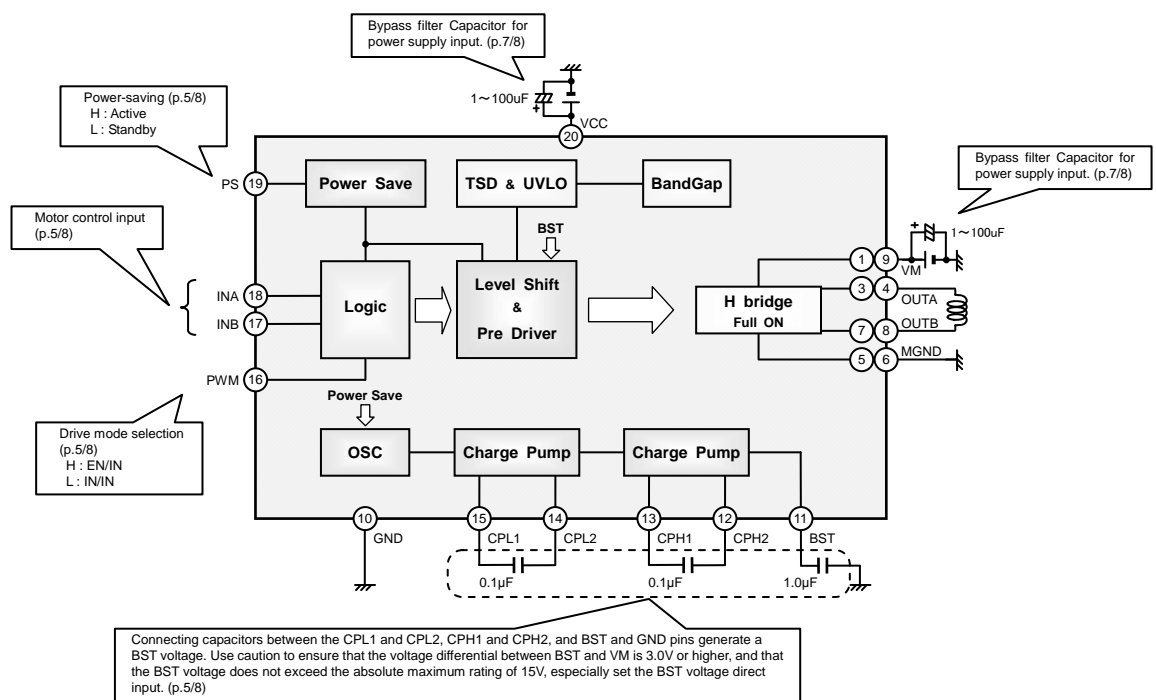 Bypass filter Capacitor for
power supply input. (p.7/8)
1～100uF
+
VCC
20
Power-saving (p.5/8)
H : Active
L : Standby
PS
19
Power Save
TSD & UVLO
BandGap
Bypass filter Capacitor for
power supply input. (p.7/8)
Motor control input
(p.5/8)
BST
+
1～100uF
1
9
VM
INA
18
INB
17
Logic
Level Shift
&
Pre Driver
H bridge
Full ON
3
4
OUTA
7
8
OUTB
5
6
MGND
PWM
16
Power Save
Drive mode selection
(p.5/8)
H : EN/IN
L : IN/IN
OSC
Charge Pump
Charge Pump
10
GND
15
CPL1
14
CPL2
13
CPH1
12
CPH2
11
BST
0.1µF
0.1µF
1.0µF
Connecting capacitors between the CPL1 and CPL2, CPH1 and CPH2, and BST and GND pins generate a
BST voltage. Use caution to ensure that the voltage differential between BST and VM is 3.0V or higher, and that
the BST voltage does not exceed the absolute maximum rating of 15V, especially set the BST voltage direct
input. (p.5/8)